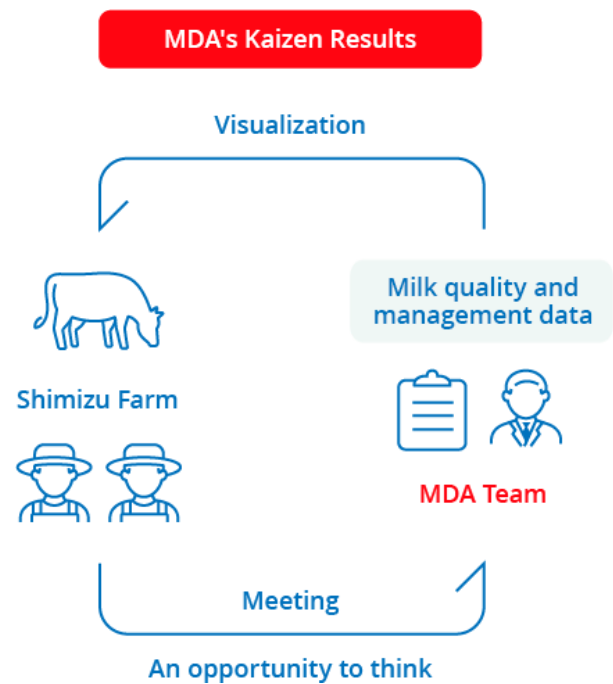 MDA's Kaizen Results
Visualization
Milk quality and
management data
Shimizu Farm
MDA Team
Meeting
An opportunity to think